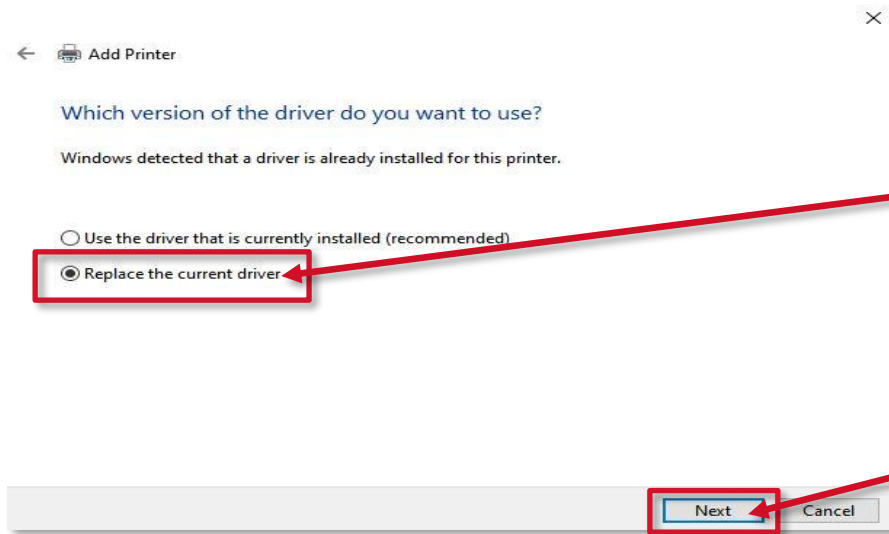 Add Printer
Which version of the driver do you want to use?
Windows detected that a driver is already installed for this printer.
Use the driver that is currently installed (recommended)
Replace the current driver
Next Cancel